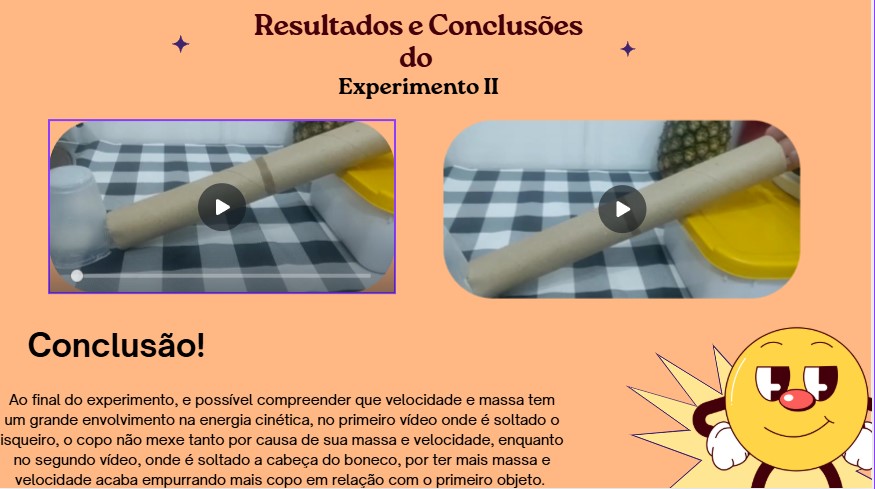 Resultados e Conclusões
do
Experimento II
Conclusão!
Ao final do experimento, e possível compreender que velocidade e massa tem
um grande envolvimento na energia cinética, no primeiro vídeo onde é soltado o
isqueiro, o copo não mexe tanto por causa de sua massa e velocidade, enquanto
no segundo vídeo, onde é soltado a cabeça do boneco, por ter mais massa e
velocidade acaba empurrando mais copo em relação com o primeiro objeto.